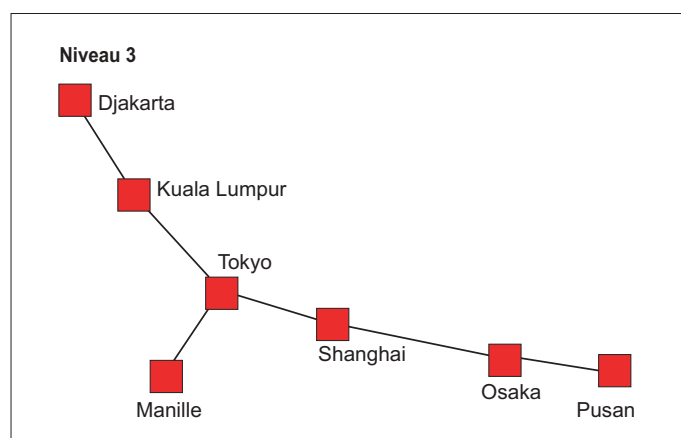 Niveau 3
Djakarta
Kuala Lumpur
Tokyo
Shanghai
Osaka
Manille
Pusan